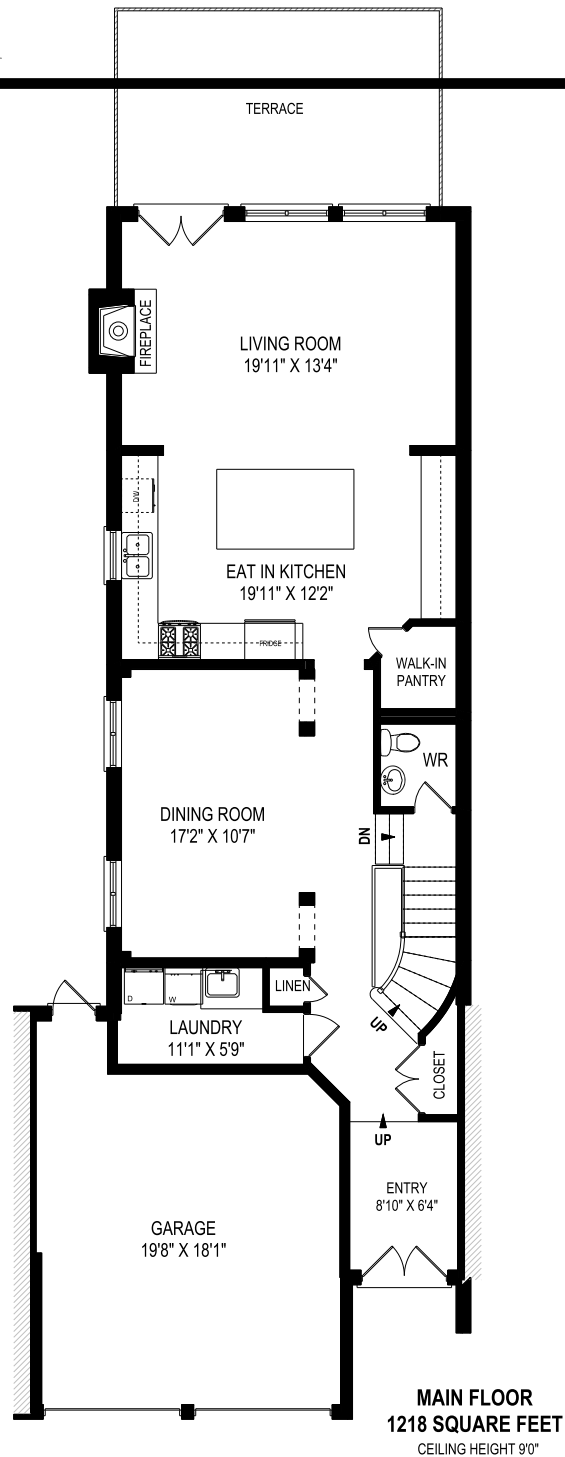 TERRACE
FIREPLACE
LIVING ROOM
19'11" X 13'4"
D/W
EAT IN KITCHEN
19'11" X 12'2"
FRIDGE
WALK-IN
PANTRY
WR
DINING ROOM
17'2" X 10'7"
DN
LINEN
D
W
LAUNDRY
11'1" X 5'9"
UP
CLOSET
UP
ENTRY
8'10" X 6'4"
GARAGE
19'8" X 18'1"
MAIN FLOOR
1218 SQUARE FEET
CEILING HEIGHT 9'0"